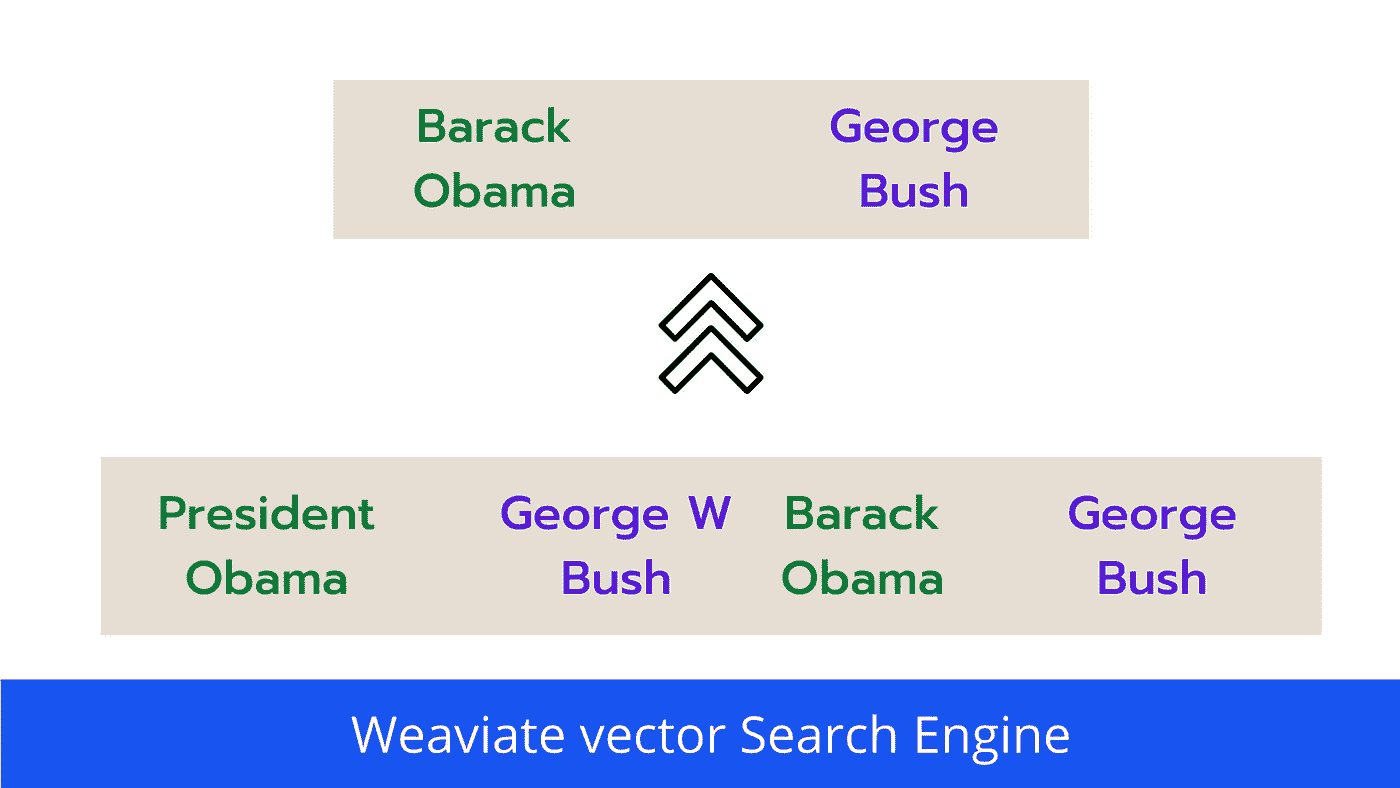 Barack
Obama
George
Bush
President
Obama
George W
Bush
Barack
Obama
George
Bush
Weaviate vector Search Engine